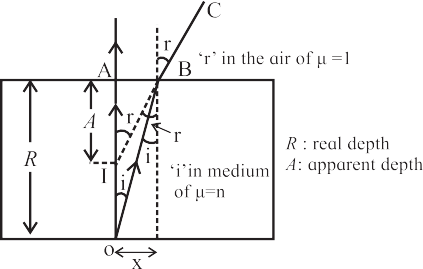 C
r
'r' in the air of μ =1
A
B
A
r
r
R
I
i
i
'i' in medium
of μ=n
R : real depth
A: apparent depth
o
x